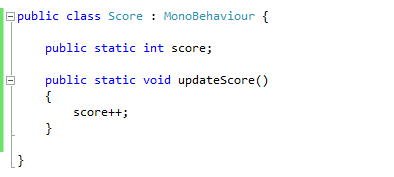 public class Score : MonoBehaviour {
public static int score;
public static void updateScore()
{
score++;
}
}